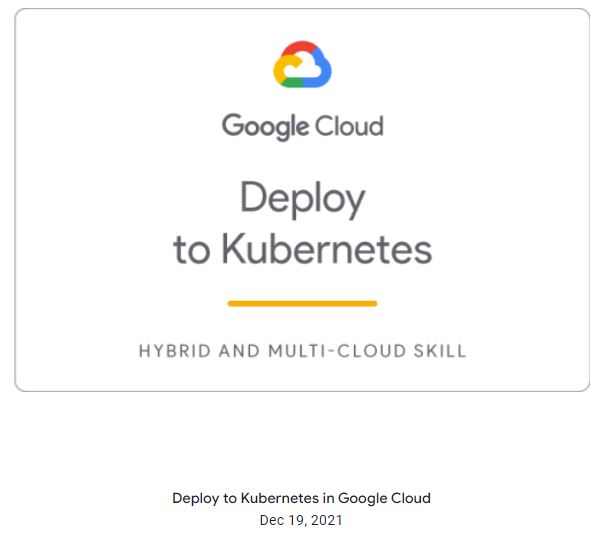 Google Cloud
Deploy
to Kubernetes
HYBRID AND MULTI-CLOUD SKILL
Deploy to Kubernetes in Google Cloud
Dec 19, 2021